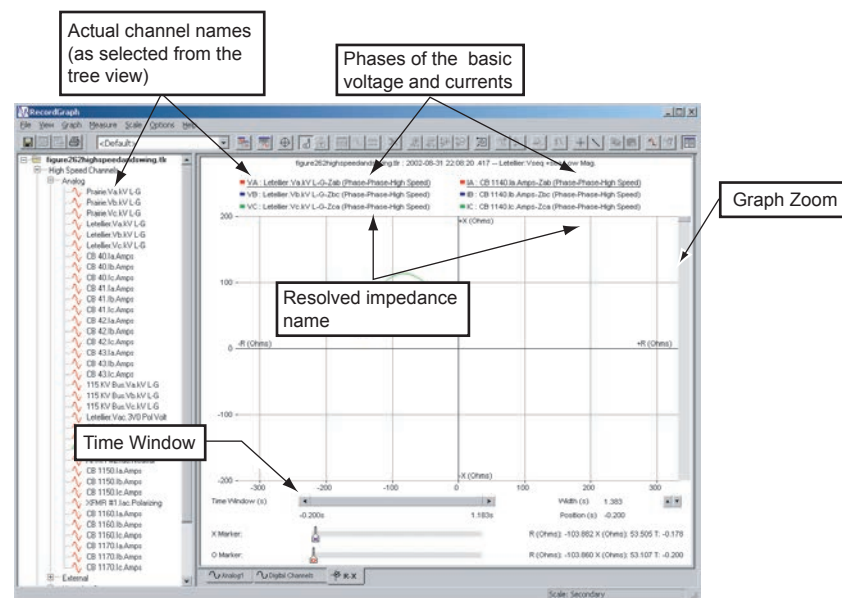 Actual channel names
(as selected from the
tree view)
Phases of the basic
voltage and currents
RecordGraph
File View Graph Measure Scale Options Help
<Default>
figure262highspeedandswing.tlr
High Speed Channels
Analog
Prairie.Va.kV L-G
Prairie.Vb.kV L-G
Prairie.Vc.kV L-G
Letellier.Va.kV L-G
Letellier.Vb.kV L-G
Letellier.Vc.kV L-G
CB 40.Ia.Amps
CB 40.Ib.Amps
CB 40.Ic.Amps
CB 41.Ia.Amps
CB 41.Ib.Amps
CB 41.Ic.Amps
CB 42.Ia.Amps
CB 42.Ib.Amps
CB 42.Ic.Amps
CB 43.Ia.Amps
CB 43.Ib.Amps
CB 43.Ic.Amps
115 KV Bus.Va.kV L-G
115 KV Bus.Vb.kV L-G
115 KV Bus.Vc.kV L-G
Letellier.Vac.3V0 Pol Volt
CB 1150.Ia.Amps
CB 1150.Ib.Amps
CB 1150.Ic.Amps
XFMR #1.Iac.Polarizing
CB 1160.Ia.Amps
CB 1160.Ib.Amps
CB 1160.Ic.Amps
CB 1170.Ia.Amps
CB 1170.Ib.Amps
CB 1170.Ic.Amps
External
figure262highspeedandswing.tlr : 2002-08-31 22:08:20 .417 -- Letellier:Vseq Low Mag.
VA : Letellier.Va.kV L-G-Zab (Phase-Phase-High Speed)
IA : CB 1140.Ia.Amps-Zab (Phase-Phase-High Speed)
VB : Letellier.Vb.kV L-G-Zbc (Phase-Phase-High Speed)
IB : CB 1140.Ib.Amps-Zbc (Phase-Phase-High Speed)
VC : Letellier.Vc.kV L-G-Zca (Phase-Phase-High Speed)
IC : CB 1140.Ic.Amps-Zca (Phase-Phase-High Speed)
Graph Zoom
200
+X (Ohms)
100
Resolved impedance
name
0
-R (Ohms)
+R (Ohms)
-100
Time Window
-200
-X (Ohms)
-300 -200 -100 0 100 200 300
Time Window (s)
Width (s) 1.383
-0.200s 1.183s
Position (s) -0.200
X Marker:
R (Ohms): -103.882 X (Ohms): 53.505 T: -0.178
O Marker:
R (Ohms): -103.860 X (Ohms): 53.107 T: -0.200
Analog1 Digital Channels R-X
Scale: Secondary